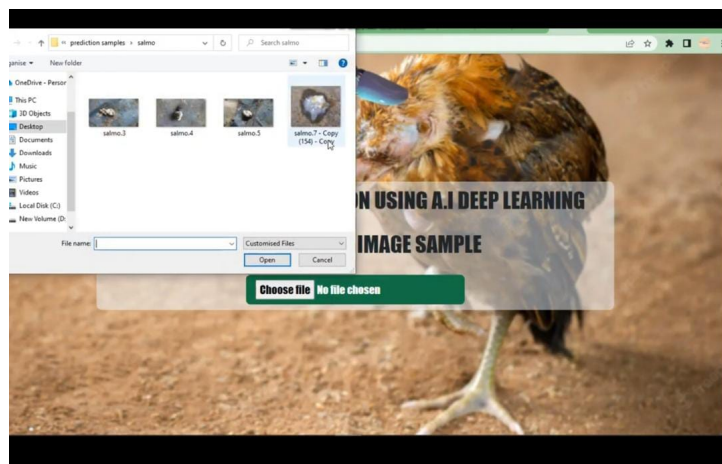 prediction samples › salmo
Search salmo
ganise
New folder
OneDrive - Person
This PC
3D Objects
Desktop
Documents
Downloads
Music
Pictures
Videos
Local Disk (C:)
New Volume (D:
salmo.3
salmo.4
salmo.5
salmo.7 - Copy
(154) - Copy
File name:
Customised Files
Open
Cancel
ON USING A.I DEEP LEARNING
IMAGE SAMPLE
Choose file No file chosen